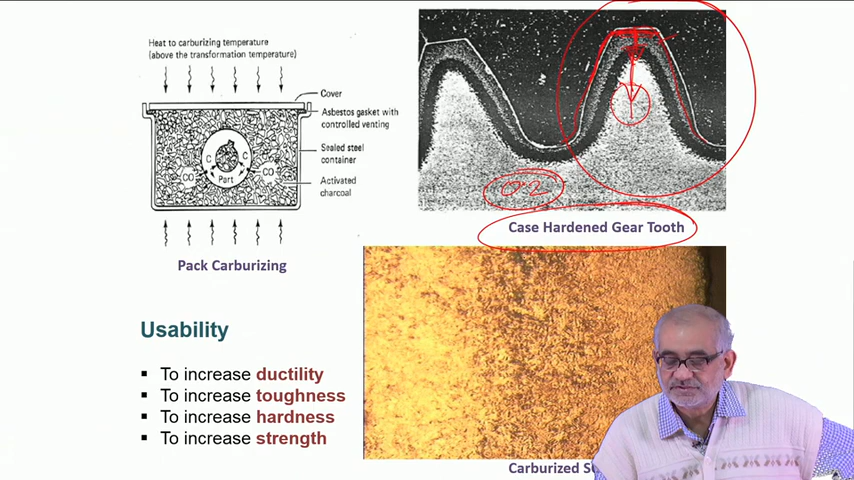 Heat to carburizing temperature
(above the transformation temperature)
Cover
Asbestos gasket with
controlled venting
Sealed steel
container
Activated
charcoal
C
C
CO
CO
Part
Pack Carburizing
0.2
Case Hardened Gear Tooth
Usability
▪ To increase ductility
▪ To increase toughness
▪ To increase hardness
▪ To increase strength
Carburized